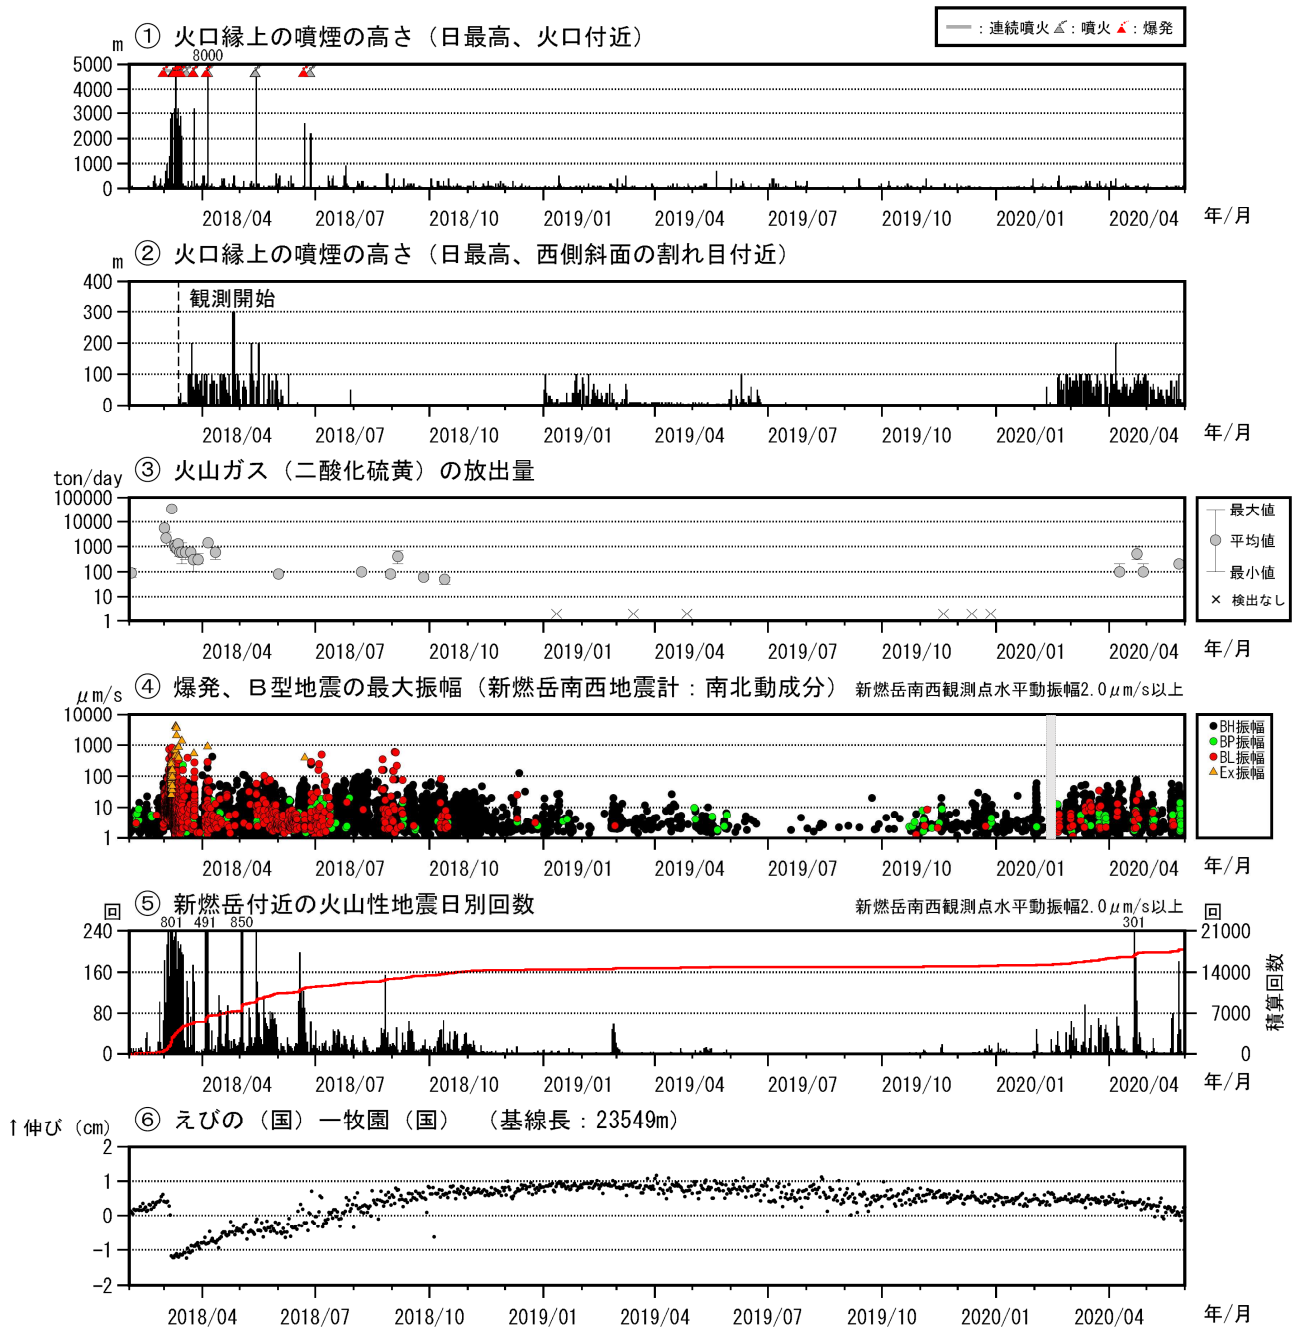 ① 火口縁上の噴煙の高さ（日最高、火口付近）
：連続噴火 ：噴火 ：爆発
m
8000
5000
4000
3000
2000
1000
0
2018/04 2018/07 2018/10 2019/01 2019/04 2019/07 2019/10 2020/01 2020/04 年/月
② 火口縁上の噴煙の高さ（日最高、西側斜面の割れ目付近）
m
観測開始
400
300
200
100
0
2018/04 2018/07 2018/10 2019/01 2019/04 2019/07 2019/10 2020/01 2020/04 年/月
③ 火山ガス（二酸化硫黄）の放出量
ton/day
100000
10000
1000
100
10
1
最大値
平均値
最小値
× 検出なし
2018/04 2018/07 2018/10 2019/01 2019/04 2019/07 2019/10 2020/01 2020/04 年/月
④ 爆発、Ｂ型地震の最大振幅（新燃岳南西地震計：南北動成分） 新燃岳南西観測点水平動振幅2.0μm/s以上
μm/s
10000
1000
100
10
1
BH振幅
BP振幅
BL振幅
Ex振幅
2018/04 2018/07 2018/10 2019/01 2019/04 2019/07 2019/10 2020/01 2020/04 年/月
⑤ 新燃岳付近の火山性地震日別回数 新燃岳南西観測点水平動振幅2.0μm/s以上
回
回
801 491 850 301
240
160
80
0
21000
14000
7000
0
積算回数
2018/04 2018/07 2018/10 2019/01 2019/04 2019/07 2019/10 2020/01 2020/04 年/月
⑥ えびの（国）ー牧園（国） （基線長：23549m）
↑伸び（cm）
2
1
0
−1
−2
2018/04 2018/07 2018/10 2019/01 2019/04 2019/07 2019/10 2020/01 2020/04 年/月